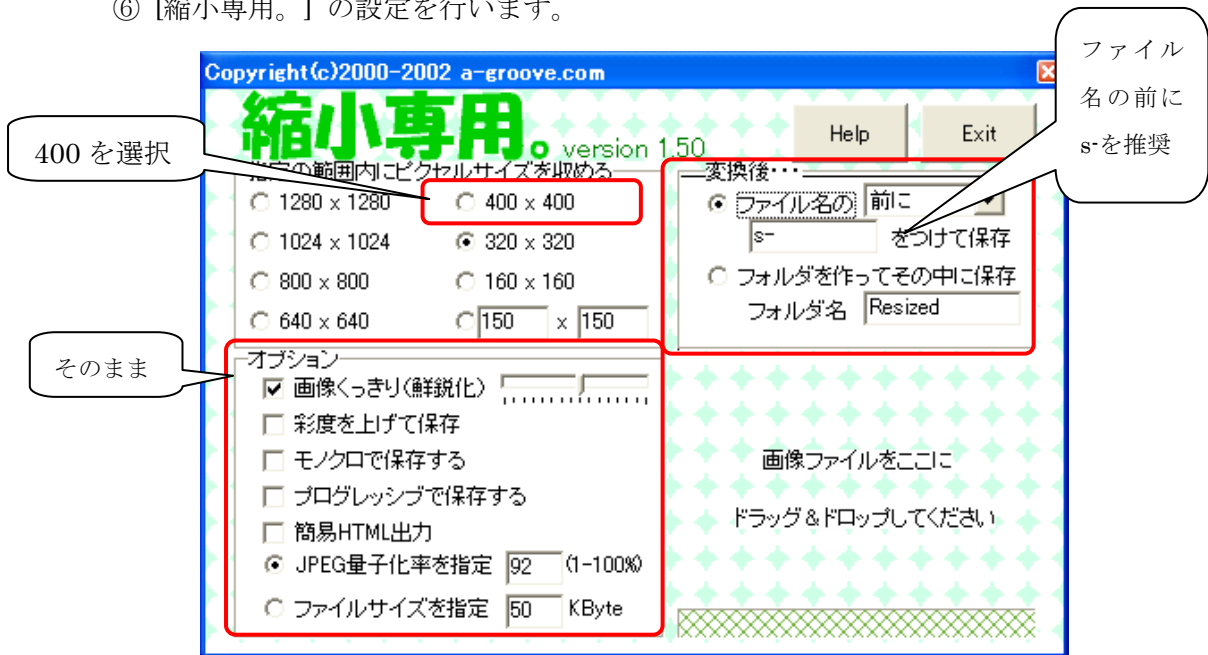 ⑥ [縮小専用。] の設定を行います。
ファイル
名の前に
s-を推奨
400 を選択
そのまま
Copyright(c)2000-2002 a-groove.com
縮小専用。version 1.50
Help
Exit
指定の範囲内にピクセルサイズを収める
1280 x 1280
400 x 400
1024 x 1024
320 x 320
800 x 800
160 x 160
640 x 640
150 x 150
変換後・・・
ファイル名の 前に
s- をつけて保存
フォルダを作ってその中に保存
フォルダ名 Resized
オプション
画像くっきり(鮮鋭化)
彩度を上げて保存
モノクロで保存する
プログレッシブで保存する
簡易HTML出力
JPEG量子化率を指定 92 (1-100%)
ファイルサイズを指定 50 KByte
画像ファイルをここに
ドラッグ&ドロップしてください